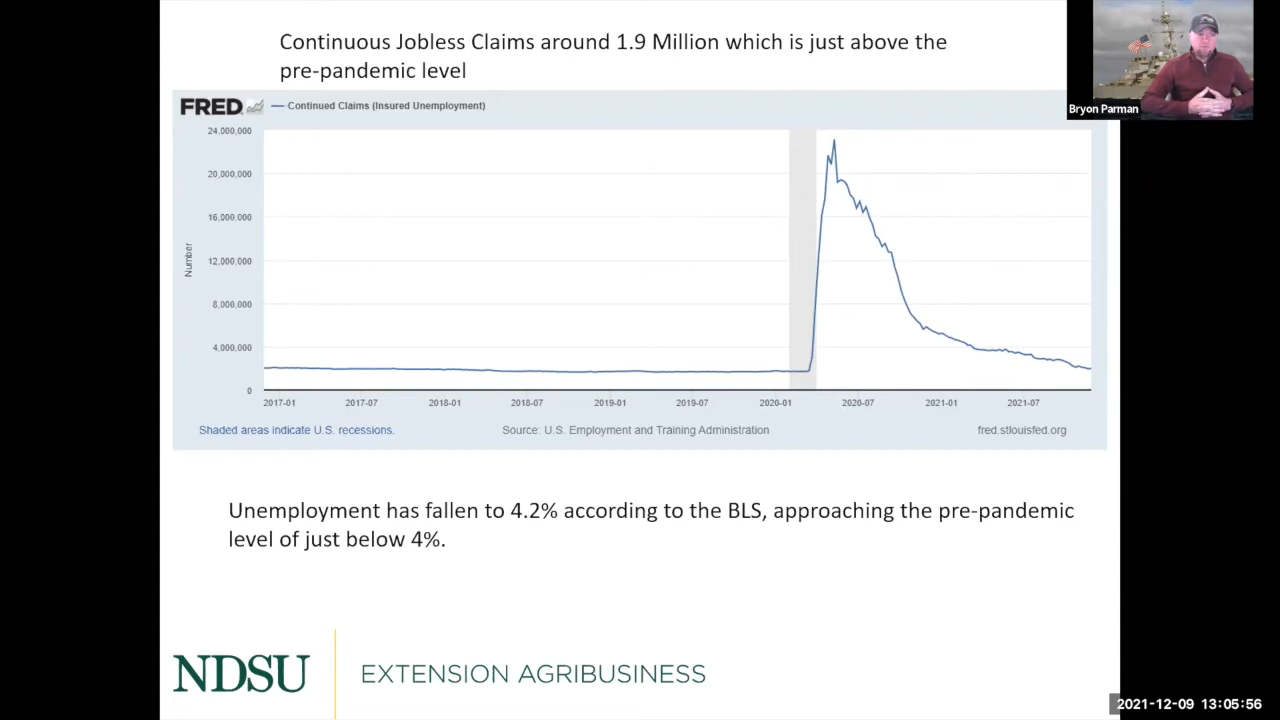 Continuous Jobless Claims around 1.9 Million which is just above the
pre-pandemic level
Bryon Parman
FRED
Continued Claims (Insured Unemployment)
24,000,000
20,000,000
16,000,000
12,000,000
8,000,000
4,000,000
0
Number
2017-01 2017-07 2018-01 2018-07 2019-01 2019-07 2020-01 2020-07 2021-01 2021-07
Shaded areas indicate U.S. recessions. Source: U.S. Employment and Training Administration fred.stlouisfed.org
Unemployment has fallen to 4.2% according to the BLS, approaching the pre-pandemic
level of just below 4%.
NDSU EXTENSION AGRIBUSINESS
2021-12-09 13:05:56